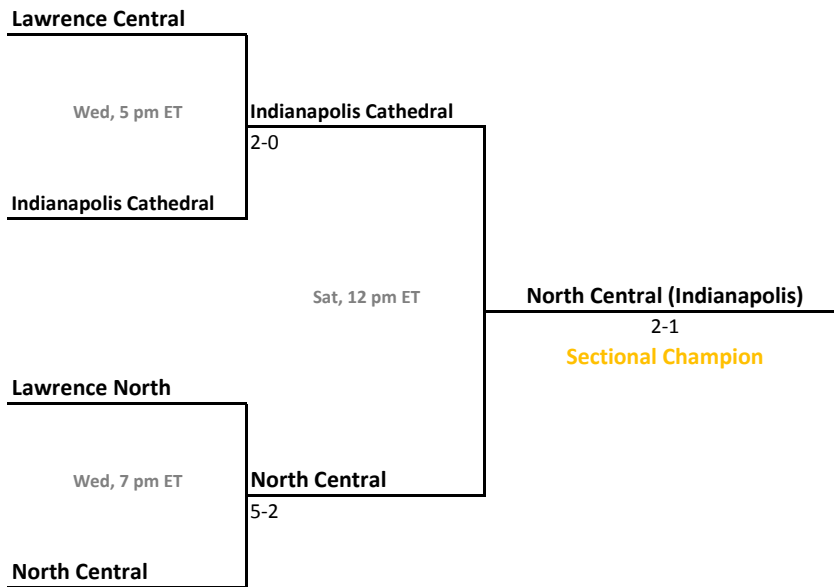 Lawrence Central
Wed, 5 pm ET
Indianapolis Cathedral
2-0
Indianapolis Cathedral
Sat, 12 pm ET
North Central (Indianapolis)
2-1
Sectional Champion
Lawrence North
Wed, 7 pm ET
North Central
5-2
North Central